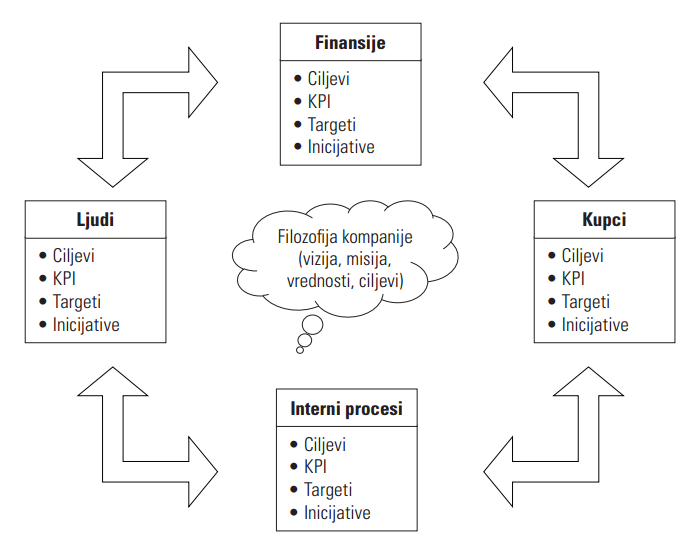 Finansije
• Ciljevi
• KPI
• Targeti
• Inicijative
Ljudi
• Ciljevi
• KPI
• Targeti
• Inicijative
Filozofija kompanije
(vizija, misija,
vrednosti, ciljevi)
Kupci
• Ciljevi
• KPI
• Targeti
• Inicijative
Interni procesi
• Ciljevi
• KPI
• Targeti
• Inicijative